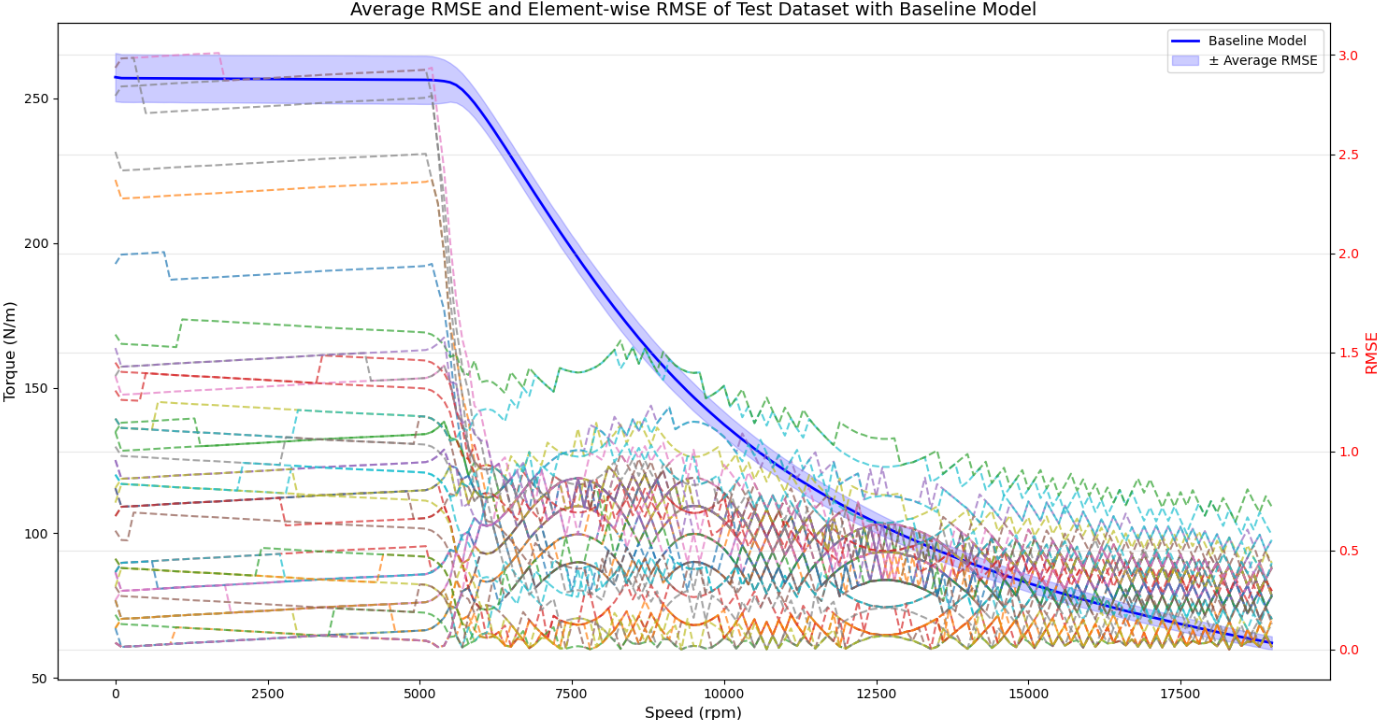 Average RMSE and Element-wise RMSE of Test Dataset with Baseline Model
Baseline Model
± Average RMSE
Torque (N/m)
250
200
150
100
50
3.0
2.5
2.0
1.5
1.0
0.5
0.0
RMSE
0 2500 5000 7500 10000 12500 15000 17500
Speed (rpm)